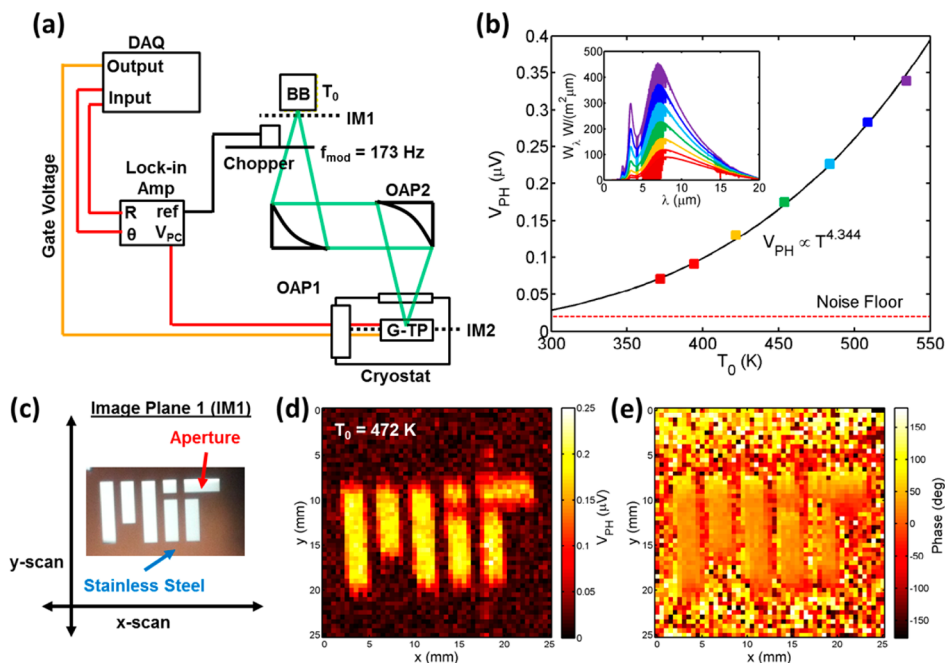 (a)
DAQ
Output
Input
Gate Voltage
Lock-in
Amp
R
ref
θ
V_PC
BB
T_0
IM1
Chopper
f_mod = 173 Hz
OAP2
OAP1
G-TP
IM2
Cryostat
(b)
V_PH (μV)
0.4
0.35
0.3
0.25
0.2
0.15
0.1
0.05
0
300
350
400
450
500
550
T_0 (K)
W_λ W/(m²μm)
500
400
300
200
100
0
0
5
10
15
20
λ (μm)
V_PH ∝ T^4.344
Noise Floor
(c)
Image Plane 1 (IM1)
Aperture
y-scan
Stainless Steel
x-scan
(d)
T_0 = 472 K
y (mm)
0
5
10
15
20
25
0
5
10
15
20
25
x (mm)
0.25
0.2
0.15
0.1
0.05
0
V_PH (μV)
(e)
y (mm)
0
5
10
15
20
25
0
5
10
15
20
25
x (mm)
150
100
50
0
-50
-100
-150
Phase (deg)